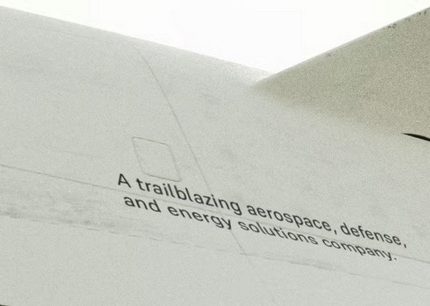 A trailblazing aerospace, defense,
and energy solutions company.